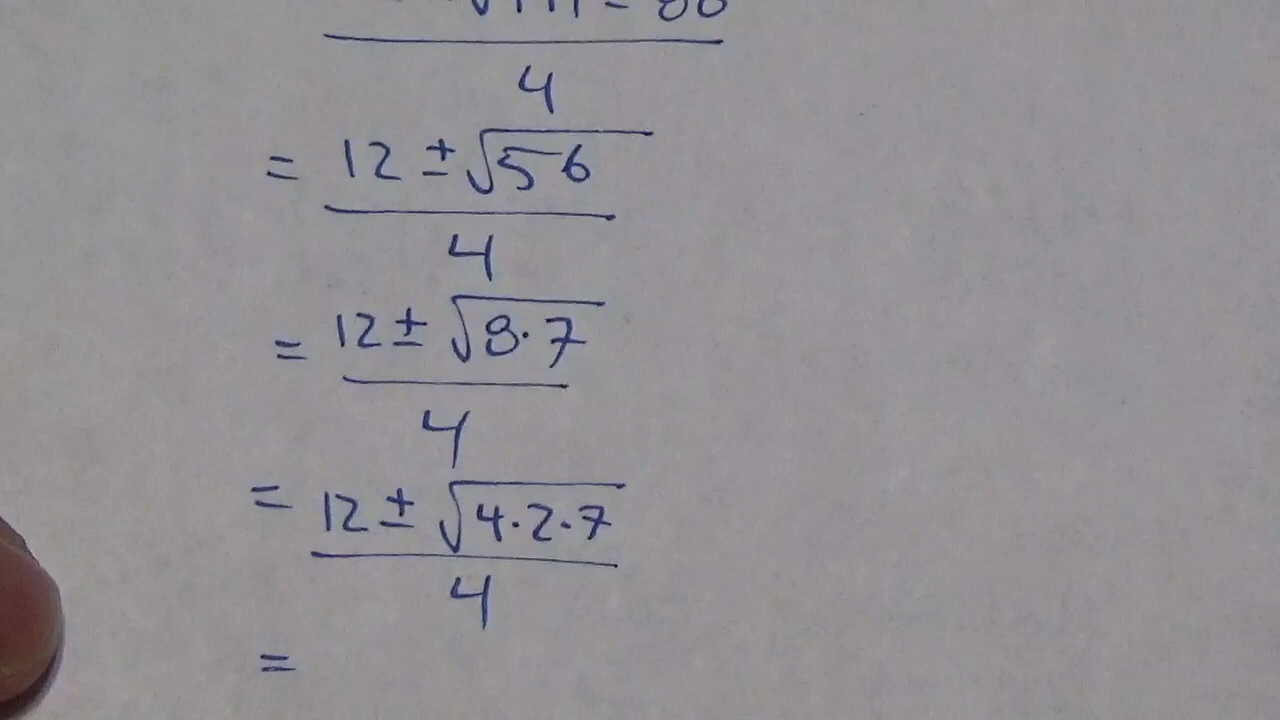 4
= 12 ± √56
4
= 12 ± √8·7
4
= 12 ± √4·2·7
4
=